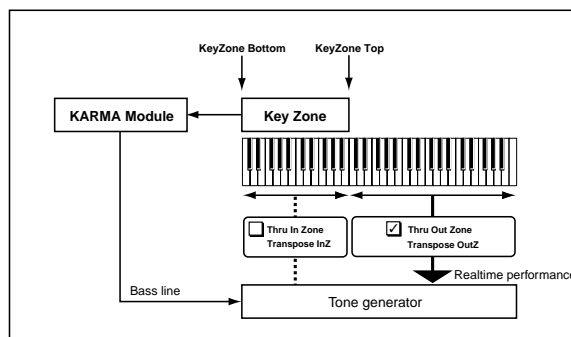 KeyZone Bottom KeyZone Top
KARMA Module
Key Zone
Thru In Zone
Transpose InZ
Thru Out Zone
Transpose OutZ
Realtime performance
Bass line
Tone generator